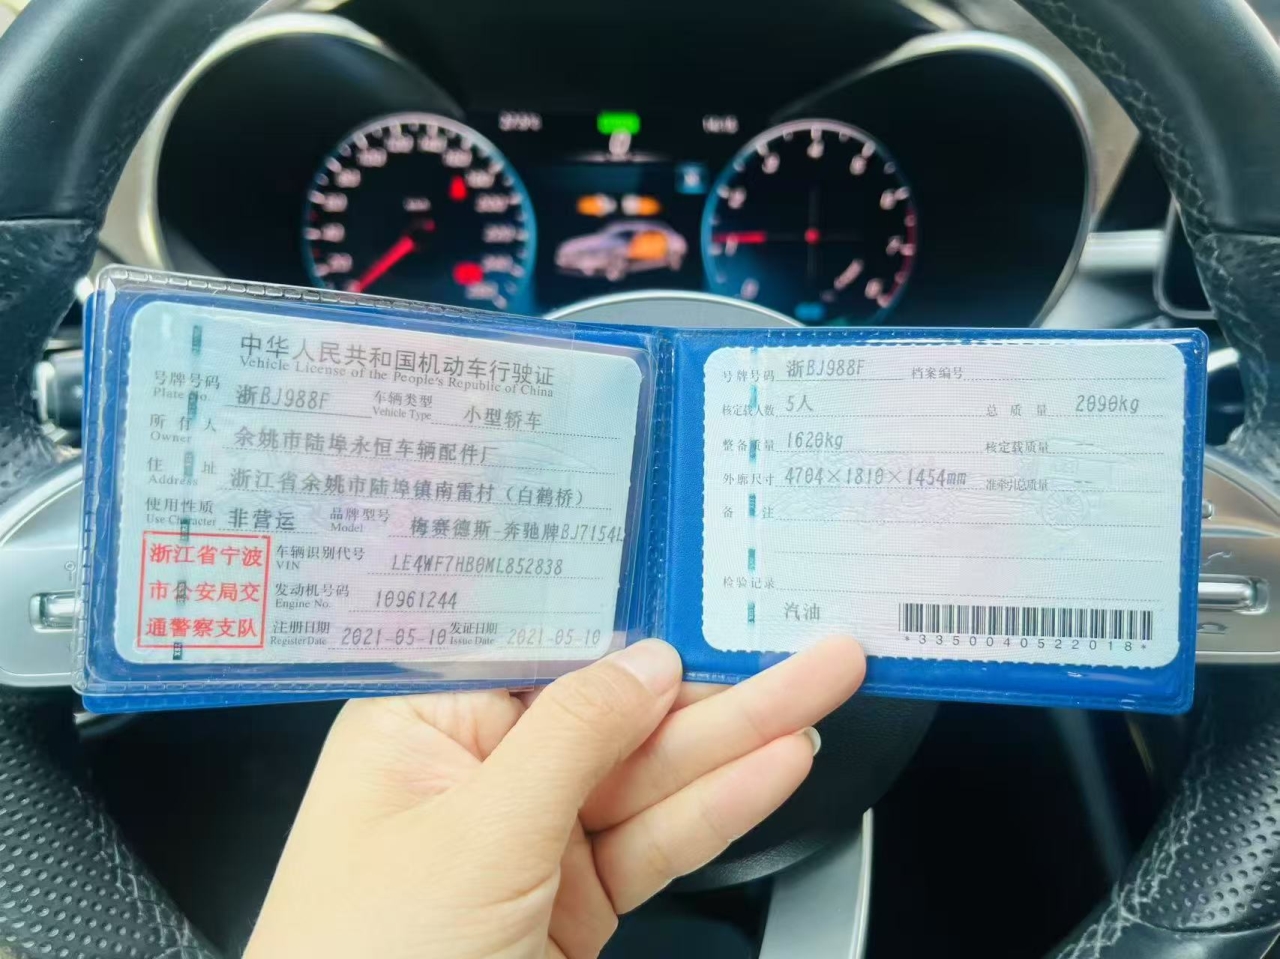 中华人民共和国机动车行驶证
Vehicle License of the People's Republic of China
号牌号码 浙BJ988F 车辆类型 小型轿车
Plate No. Vehicle Type
所有人 余姚市陆埠永恒车辆配件厂
Owner
住址 浙江省余姚市陆埠镇南雷村（白鹤桥）
Address
使用性质 非营运 品牌型号 梅赛德斯-奔驰牌BJ7154L
Use Character Model
浙江省宁波
市公安局交
通警察支队
车辆识别代号 LE4WF7HB0ML852838
VIN
发动机号码 10961244
Engine No.
注册日期 2021-05-10 发证日期 2021-05-10
Register Date Issue Date
号牌号码 浙BJ988F 档案编号
核定载人数 5人 总质量 2090kg
整备质量 1620kg 核定载质量 --
外廓尺寸 4704×1810×1454mm 准牵引总质量 --
备注
检验记录
汽油
*3350040522018*